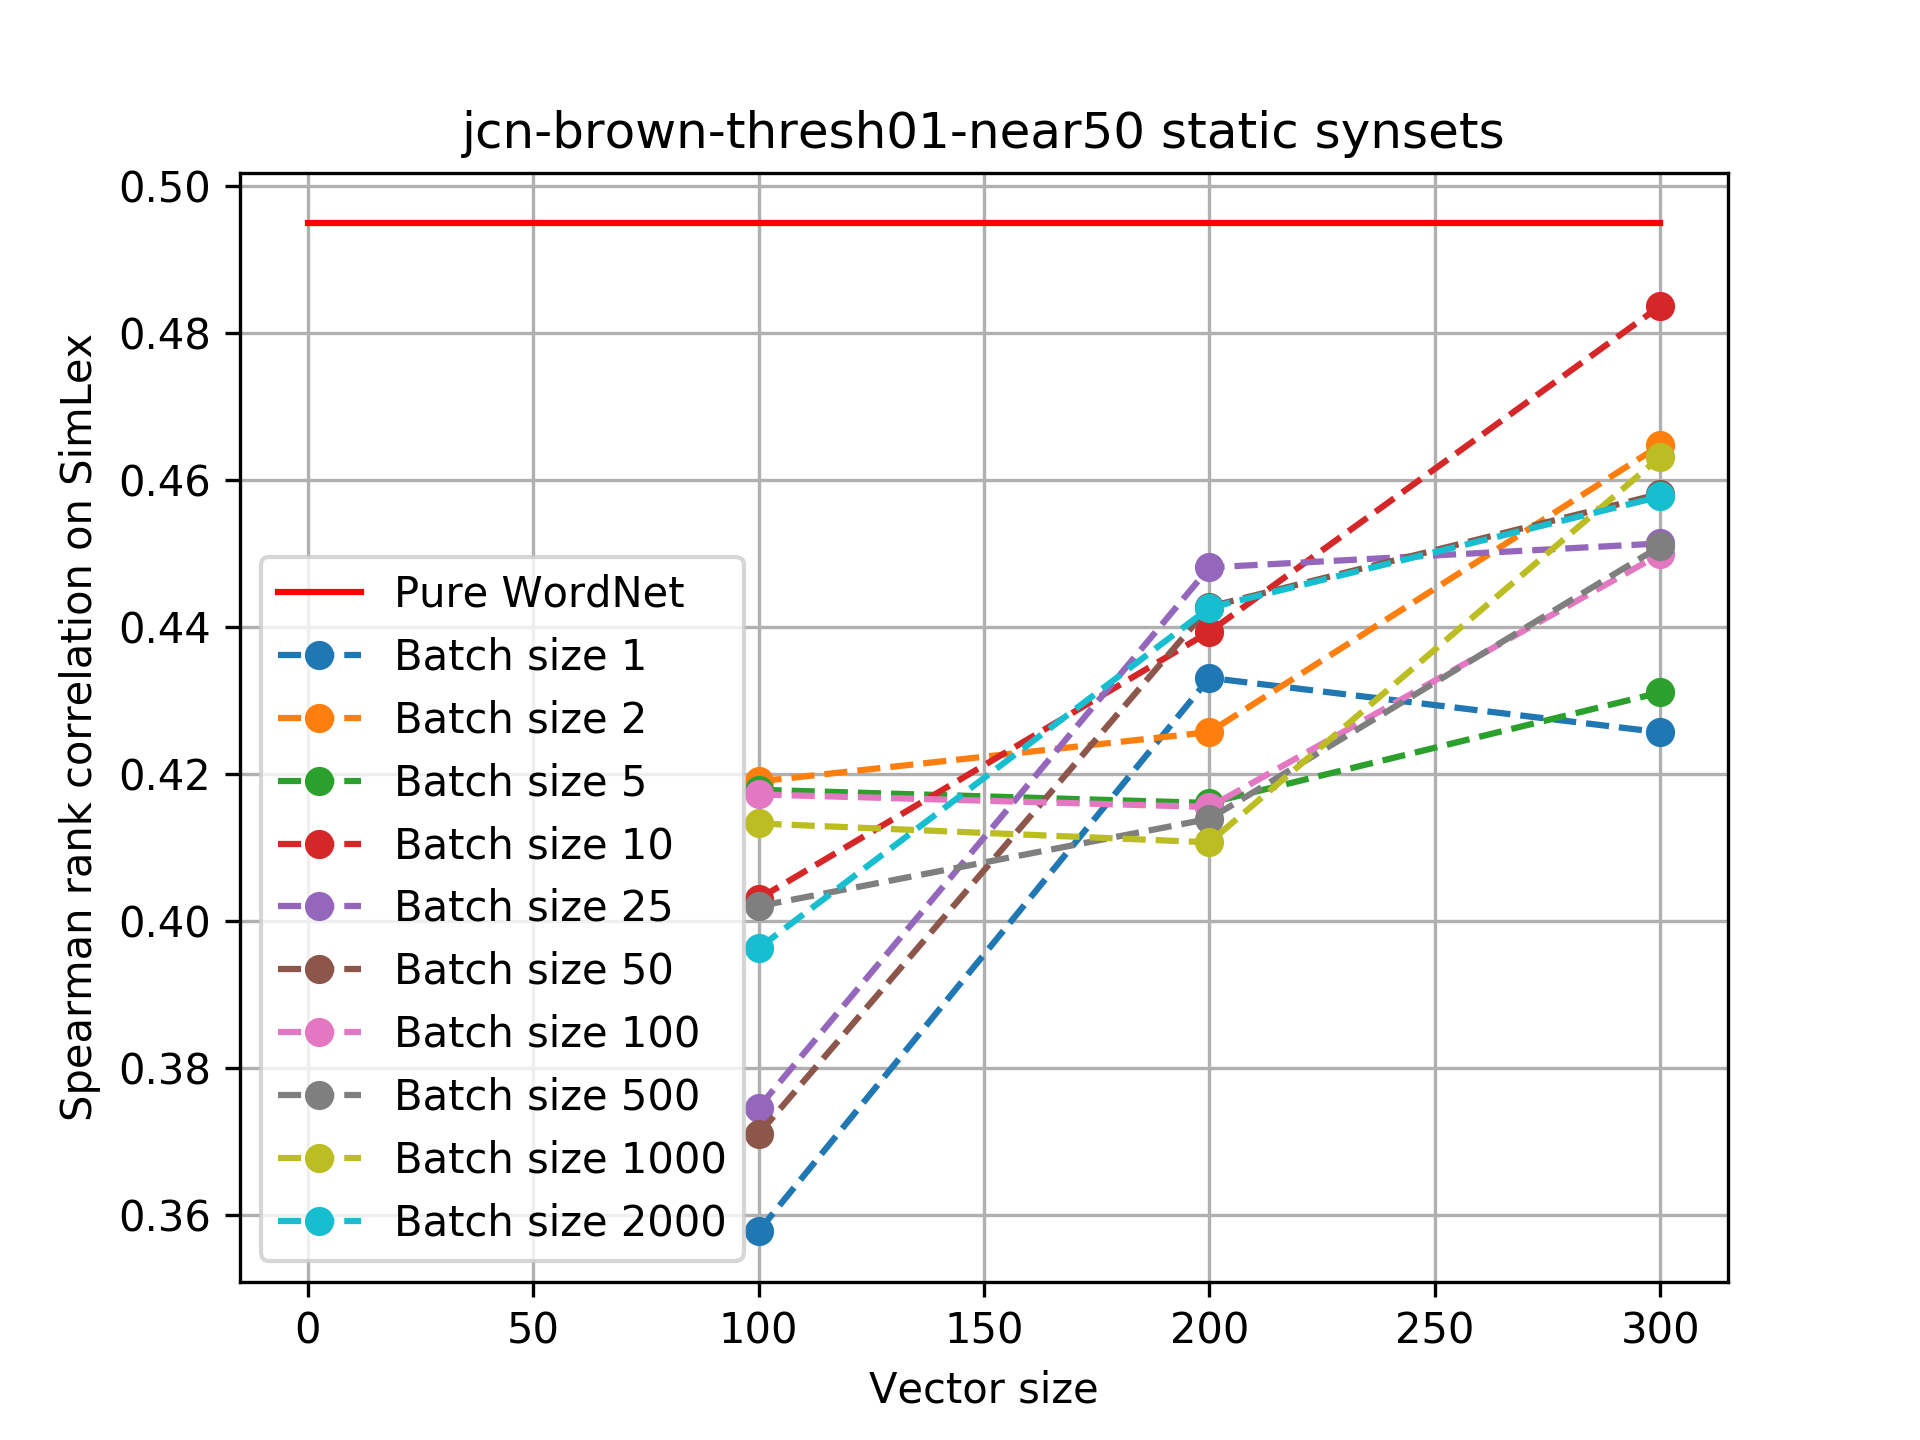 jcn-brown-thresh01-near50 static synsets
Spearman rank correlation on SimLex
0.50
0.48
0.46
0.44
0.42
0.40
0.38
0.36
Pure WordNet
Batch size 1
Batch size 2
Batch size 5
Batch size 10
Batch size 25
Batch size 50
Batch size 100
Batch size 500
Batch size 1000
Batch size 2000
0 50 100 150 200 250 300
Vector size